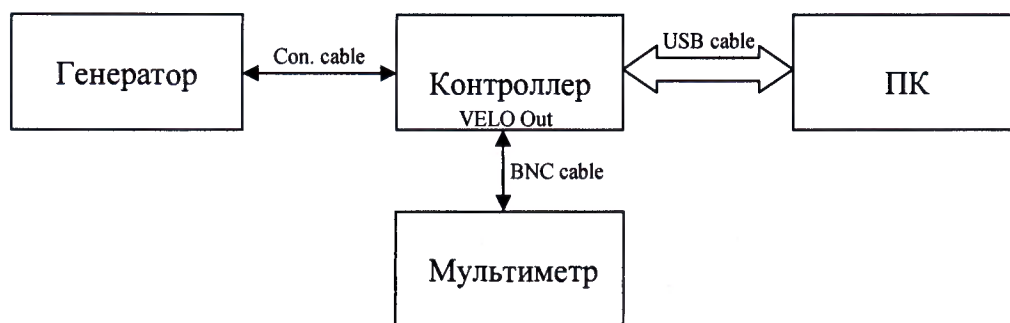 Генератор
Con. cable
Контроллер
VELO Out
USB cable
ПК
BNC cable
Мультиметр